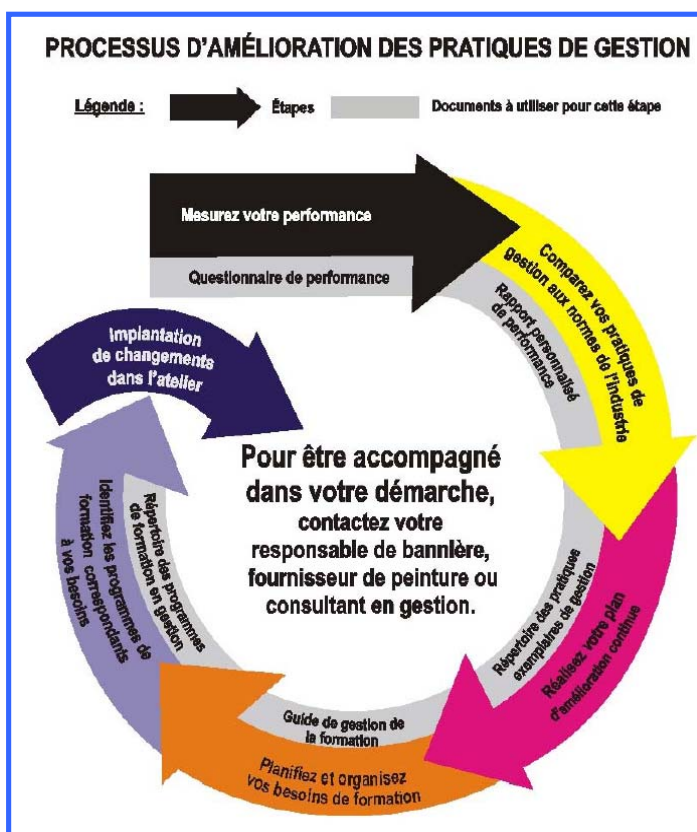 PROCESSUS D'AMÉLIORATION DES PRATIQUES DE GESTION
Légende :
Étapes
Documents à utiliser pour cette étape
Mesurez votre performance
Questionnaire de performance
Comparez vos pratiques de
gestion aux normes de l'industrie
Rapport personnalisé
de performance
Réalisez votre plan
d'amélioration continue
Répertoire des pratiques
exemplaires de gestion
Planifiez et organisez
vos besoins de formation
Guide de gestion de
la formation
Identifiez les programmes de
formation correspondants
à vos besoins
Répertoire des programmes
de formation en gestion
Implantation
de changements
dans l'atelier
Pour être accompagné
dans votre démarche,
contactez votre
responsable de bannière,
fournisseur de peinture ou
consultant en gestion.